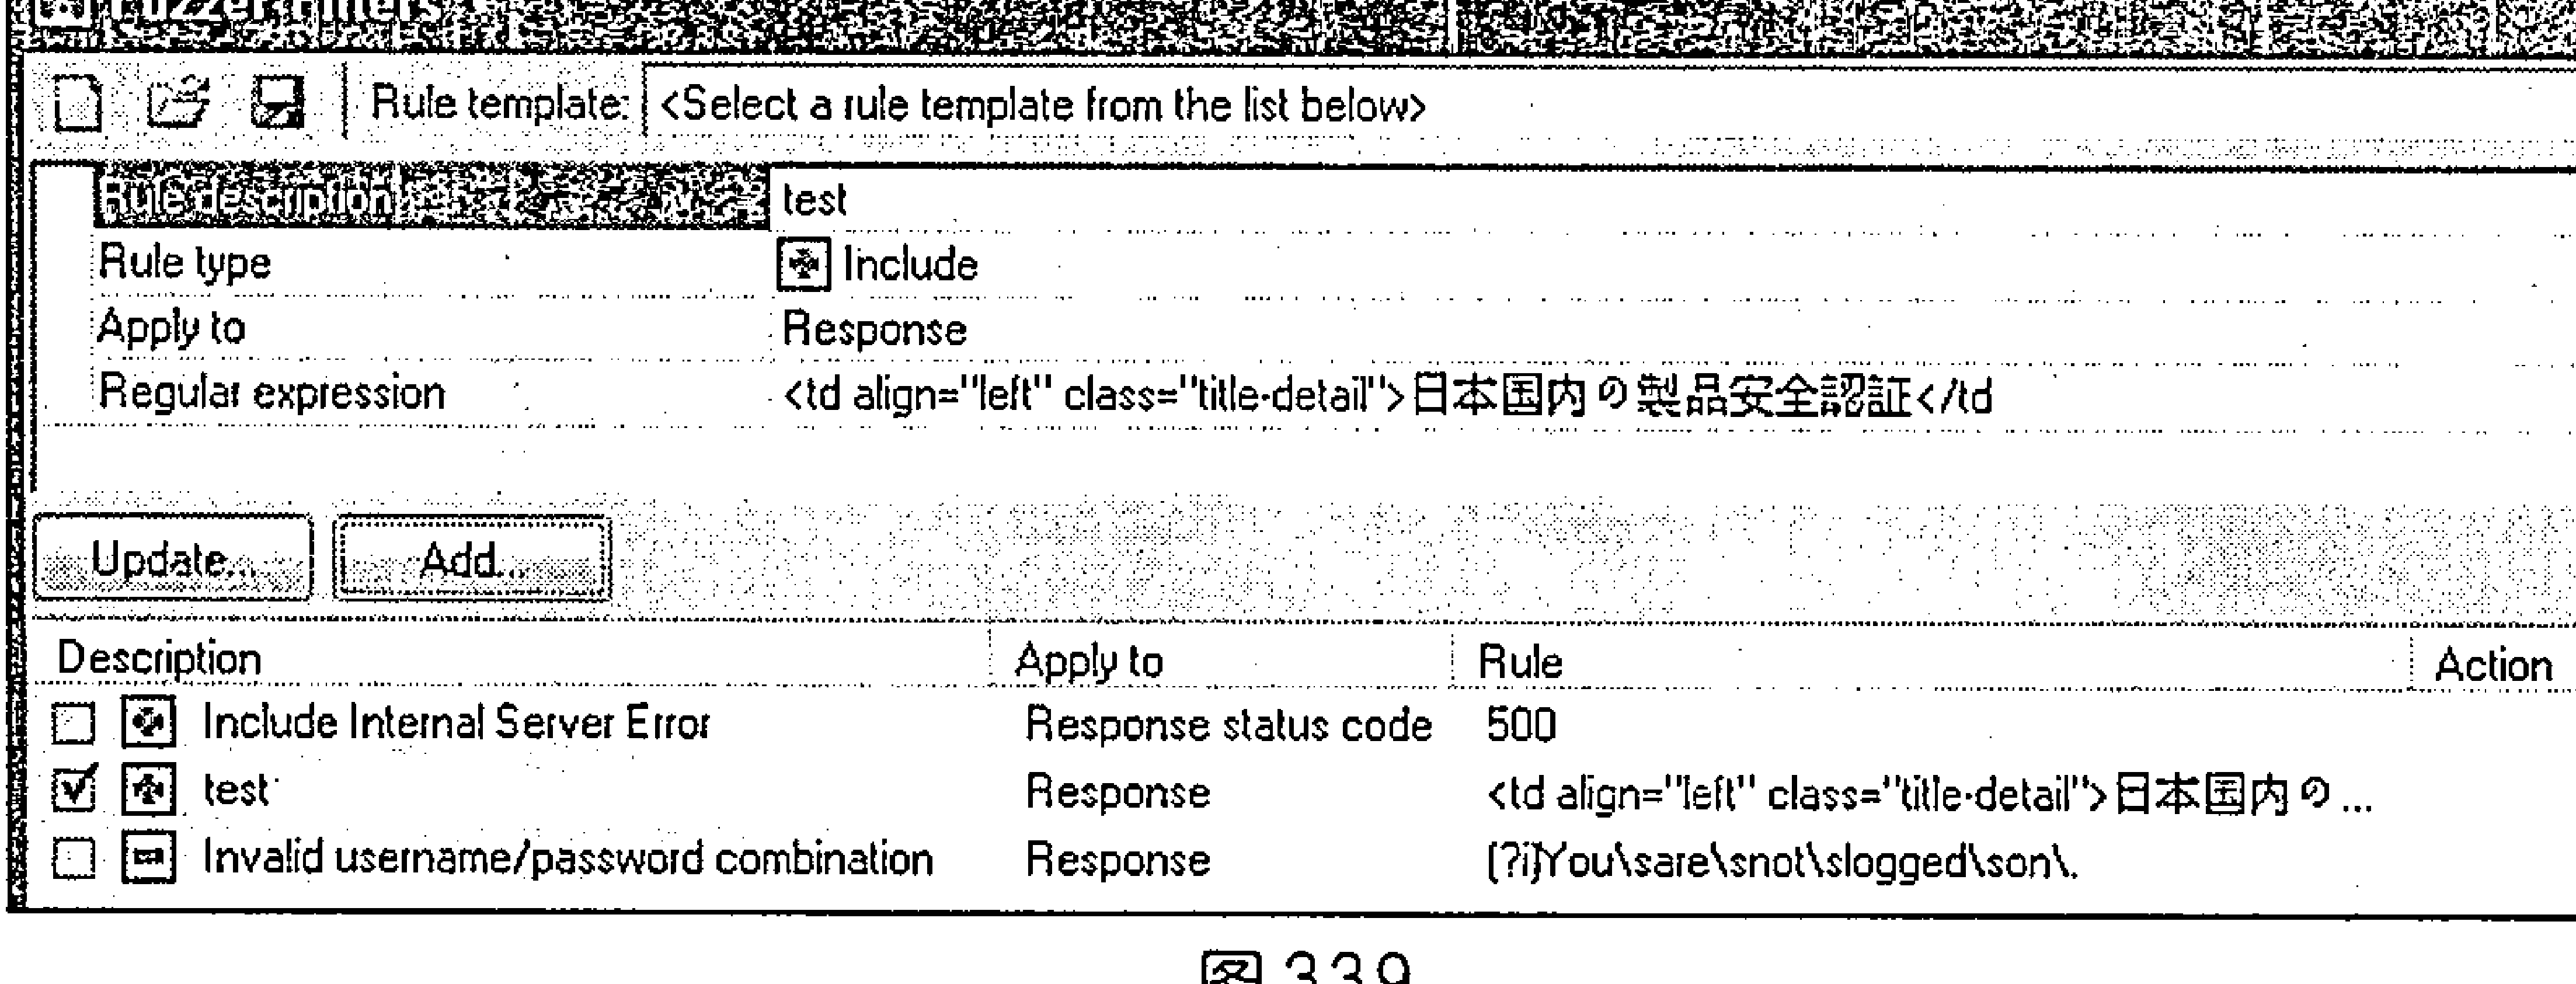 Fuzzer Filters
Rule template: <Select a rule template from the list below>
Rule description test
Rule type Include
Apply to Response
Regular expression <td align="left" class="title-detail">日本国内の製品安全認証</td
Update... Add...
Description Apply to Rule Action
Include Internal Server Error Response status code 500
test Response <td align="left" class="title-detail">日本国内の...
Invalid username/password combination Response (?i)You\sare\snot\slogged\son\.
图 339